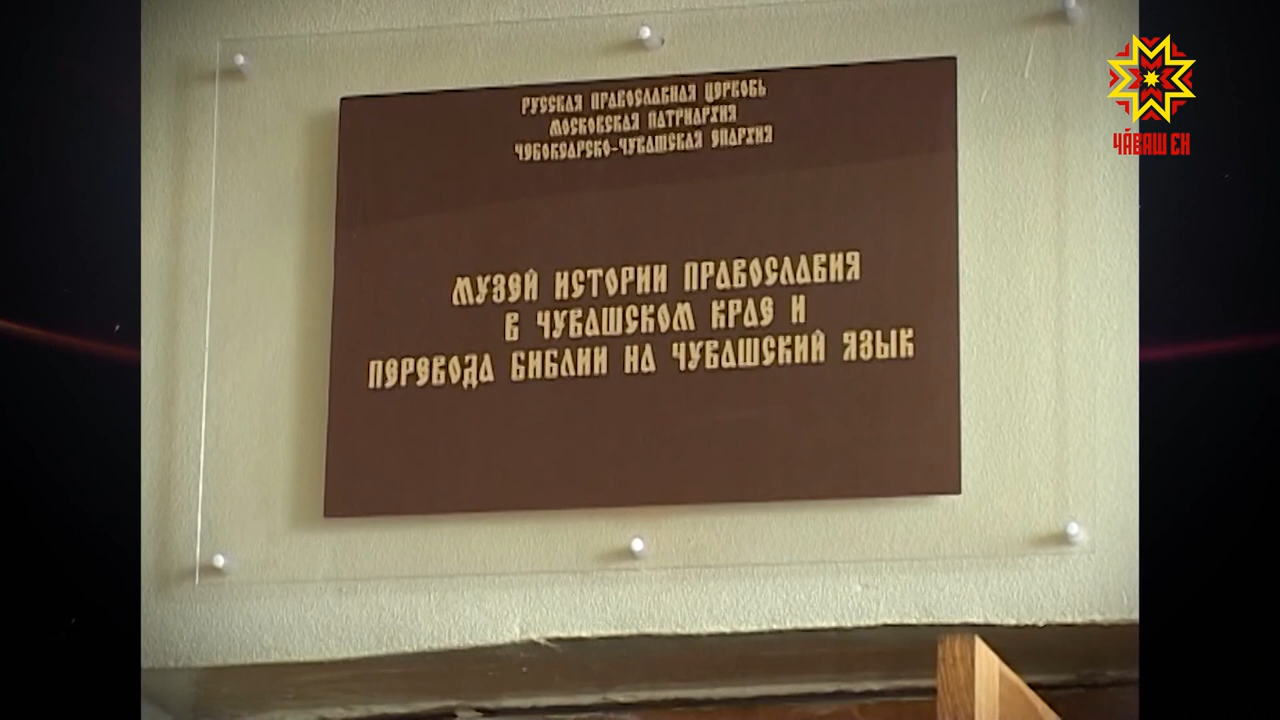 РУССКАЯ ПРАВОСЛАВНАЯ ЦЕРКОВЬ
МОСКОВСКАЯ ПАТРИАРХИЯ
ЧЕБОКСАРСКО-ЧУВАШСКАЯ ЕПАРХИЯ
МУЗЕЙ ИСТОРИИ ПРАВОСЛАВИЯ
В ЧУВАШСКОМ КРАЕ И
ПЕРЕВОДА БИБЛИИ НА ЧУВАШСКИЙ ЯЗЫК
ЧӐВАШ ЕН